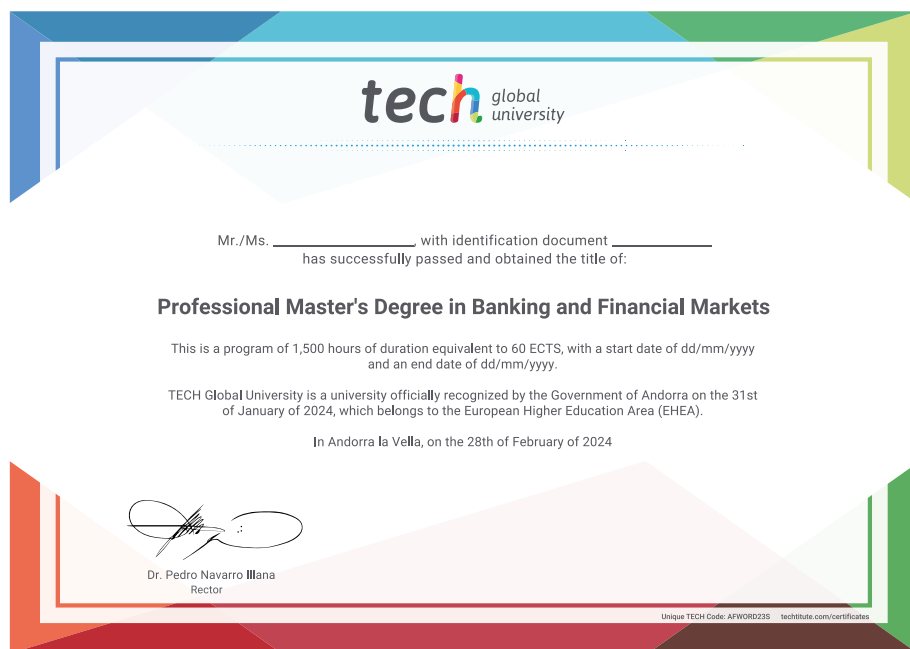 tech global
university
Mr./Ms. ____________________, with identification document ______________
has successfully passed and obtained the title of:
Professional Master's Degree in Banking and Financial Markets
This is a program of 1,500 hours of duration equivalent to 60 ECTS, with a start date of dd/mm/yyyy
and an end date of dd/mm/yyyy.
TECH Global University is a university officially recognized by the Government of Andorra on the 31st
of January of 2024, which belongs to the European Higher Education Area (EHEA).
In Andorra la Vella, on the 28th of February of 2024
Dr. Pedro Navarro Illana
Rector
Unique TECH Code: AFWORD23S techtitute.com/certificates